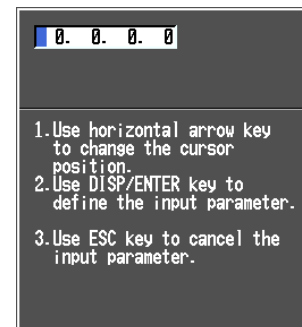 0. 0. 0. 0
1.Use horizontal arrow key
to change the cursor
position.
2.Use DISP/ENTER key to
define the input parameter.
3.Use ESC key to cancel the
input parameter.